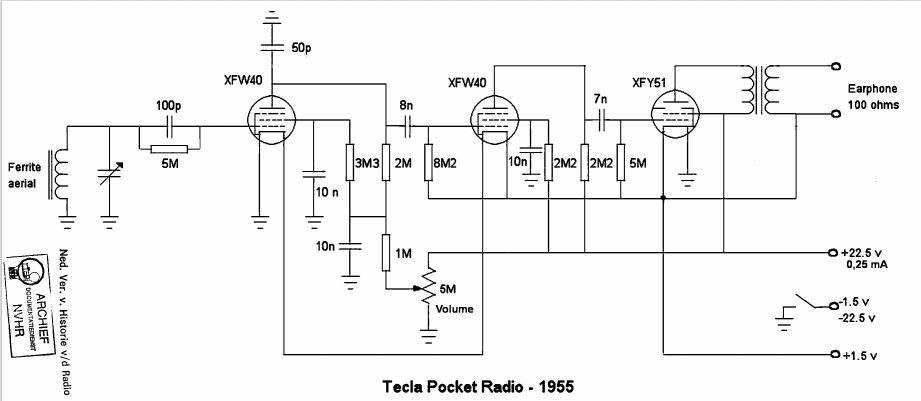 50p
XFW40
XFW40
XFY51
Earphone
100 ohms
100p
8n
7n
5M
Ferrite
aerial
3M3
2M
8M2
10n
2M2
2M2
5M
10 n
10n
1M
5M
Volume
+22.5 v
0,25 mA
-1.5 v
-22.5 v
+1.5 v
Ned. Ver. v. Historie v/d Radio
ARCHIEF
DOCUMENTATIEDIENST
NVHR
Tecla Pocket Radio - 1955